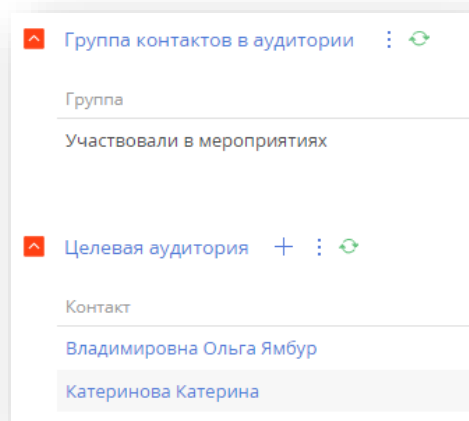 Группа контактов в аудитории
Группа
Участвовали в мероприятиях
Целевая аудитория
Контакт
Владимировна Ольга Ямбур
Катеринова Катерина